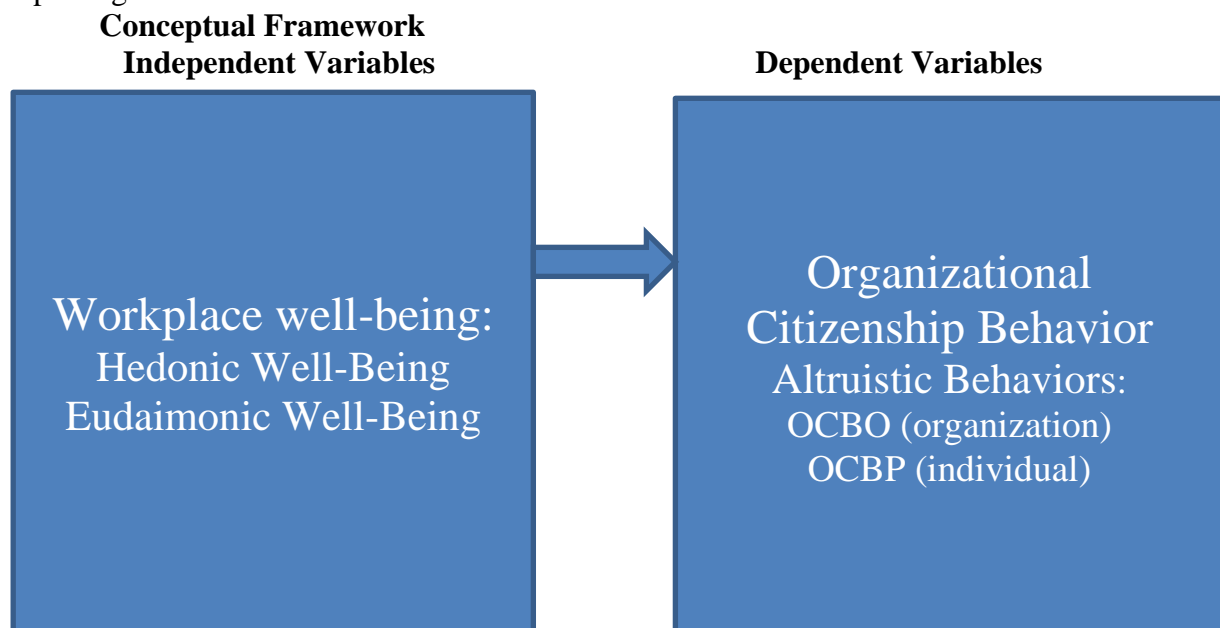 Conceptual Framework
Independent Variables
Dependent Variables
Workplace well-being:
Hedonic Well-Being
Eudaimonic Well-Being
Organizational
Citizenship Behavior
Altruistic Behaviors:
OCBO (organization)
OCBP (individual)